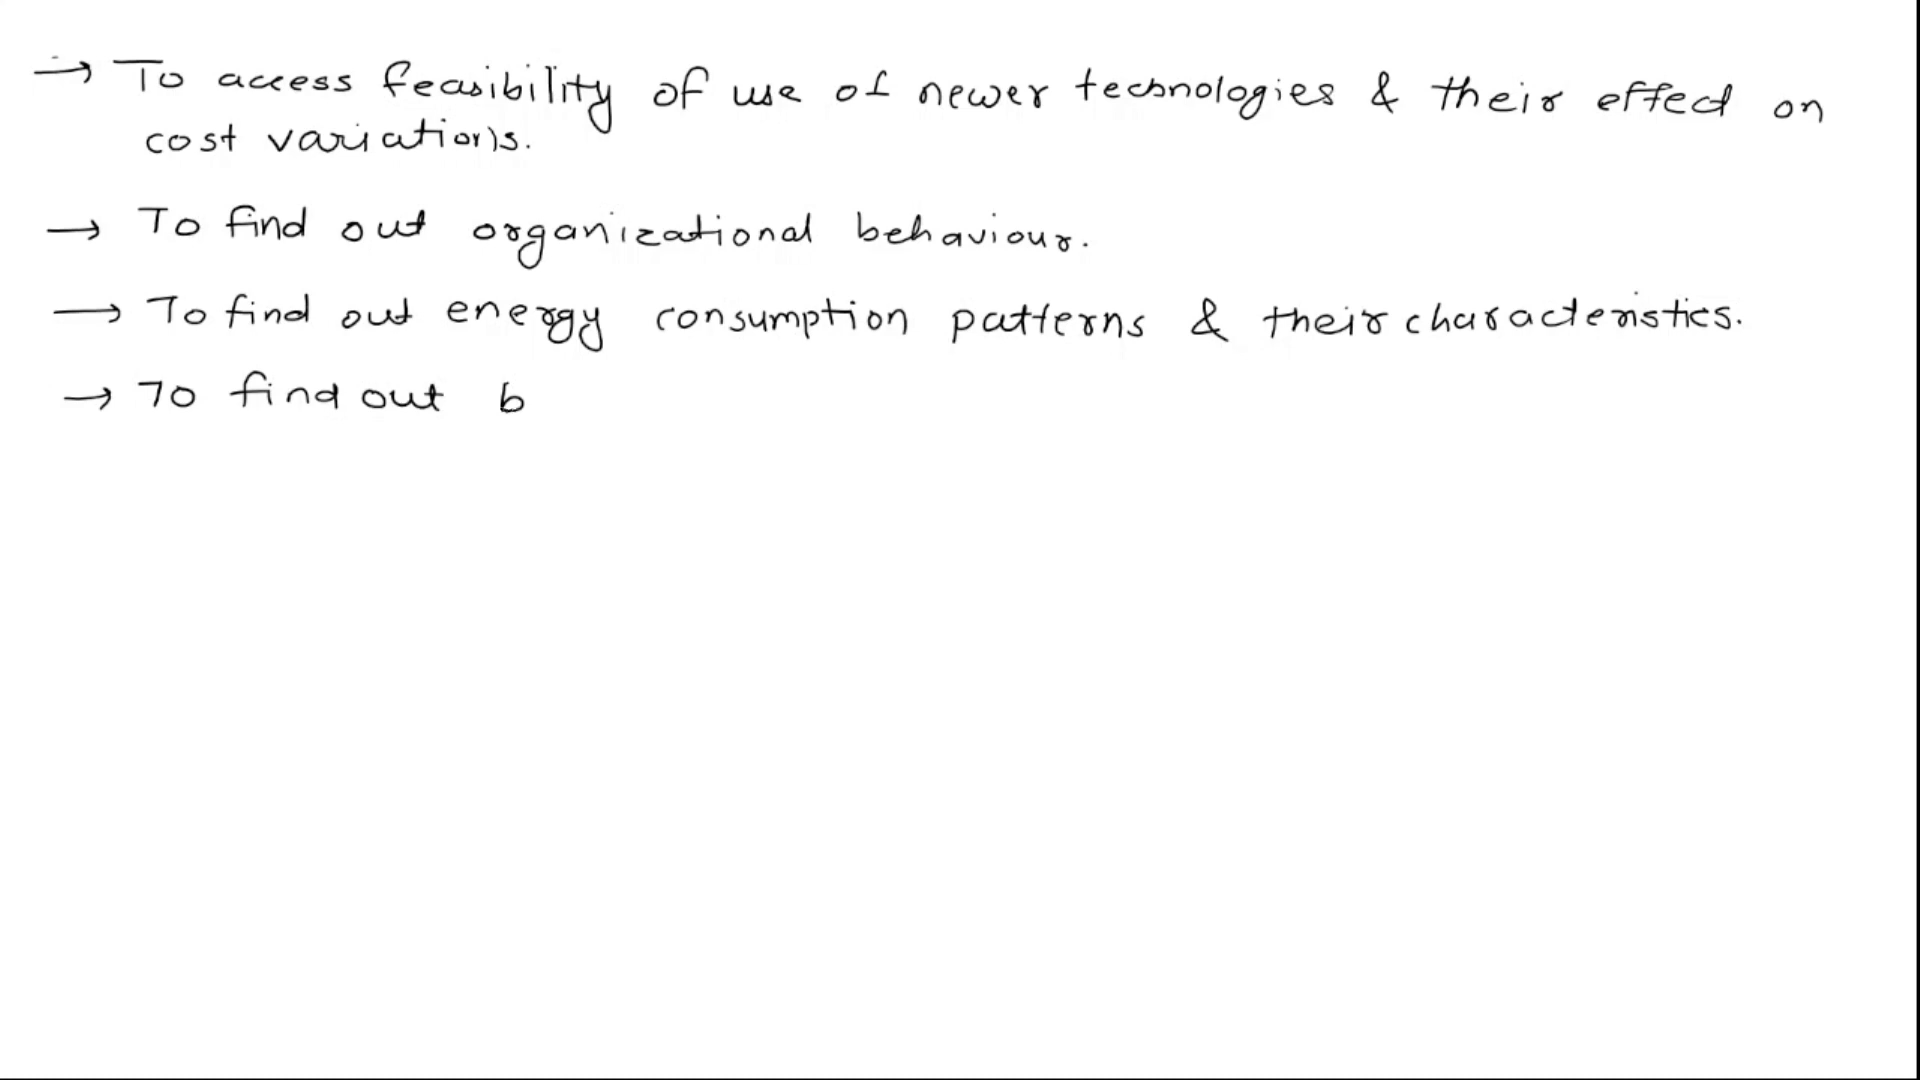 → To access feasibility of use of newer technologies & their effect on
cost variations.
→ To find out organizational behaviour.
→ To find out energy consumption patterns & their characteristics.
→ To find out b